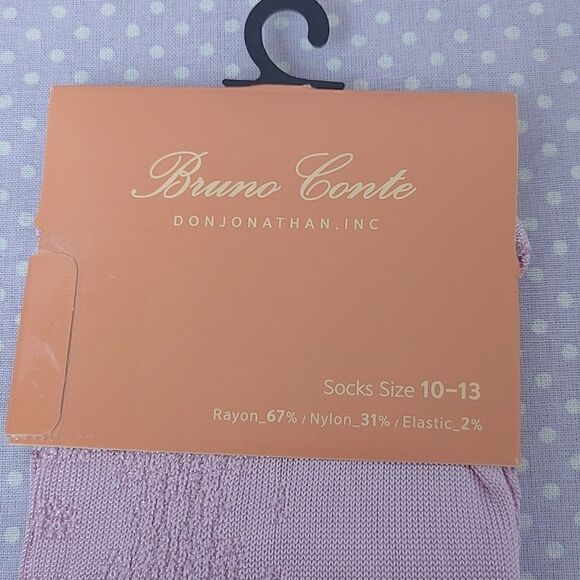 Bruno Conte
DONJONATHAN.INC
Socks Size 10-13
Rayon_67% / Nylon_31% / Elastic_2%